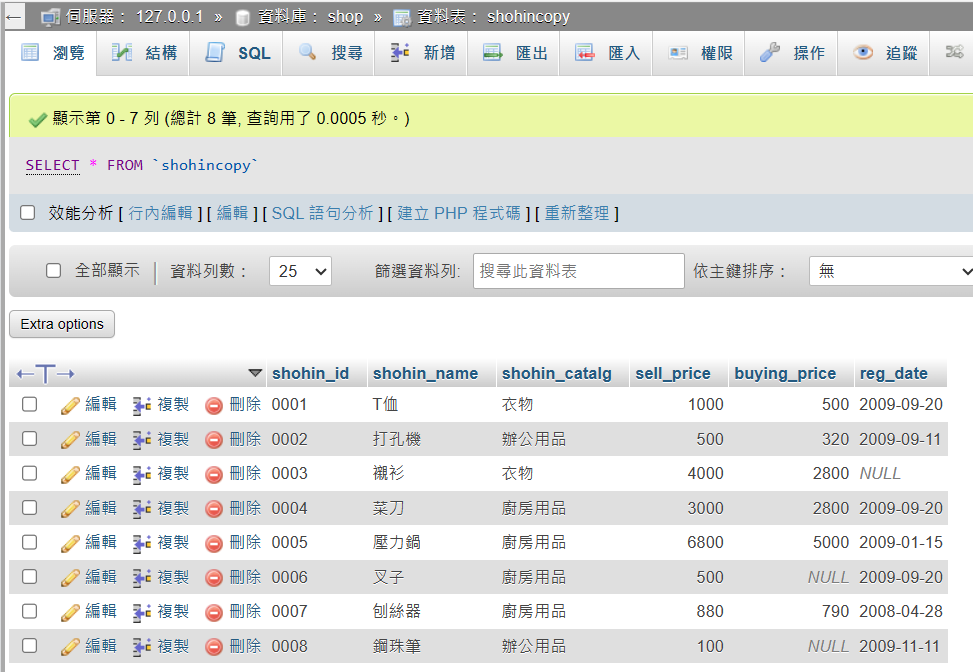 伺服器： 127.0.0.1 » 資料庫： shop » 資料表： shohincopy
瀏覽 結構 SQL 搜尋 新增 匯出 匯入 權限 操作 追蹤
顯示第 0 - 7 列 (總計 8 筆, 查詢用了 0.0005 秒。)
SELECT * FROM `shohincopy`
效能分析 [ 行內編輯 ] [ 編輯 ] [ SQL 語句分析 ] [ 建立 PHP 程式碼 ] [ 重新整理 ]
全部顯示 資料列數： 25 篩選資料列: 搜尋此資料表 依主鍵排序： 無
Extra options
shohin_id shohin_name shohin_catalg sell_price buying_price reg_date
編輯 複製 刪除 0001 T恤 衣物 1000 500 2009-09-20
編輯 複製 刪除 0002 打孔機 辦公用品 500 320 2009-09-11
編輯 複製 刪除 0003 襯衫 衣物 4000 2800 NULL
編輯 複製 刪除 0004 菜刀 廚房用品 3000 2800 2009-09-20
編輯 複製 刪除 0005 壓力鍋 廚房用品 6800 5000 2009-01-15
編輯 複製 刪除 0006 叉子 廚房用品 500 NULL 2009-09-20
編輯 複製 刪除 0007 刨絲器 廚房用品 880 790 2008-04-28
編輯 複製 刪除 0008 鋼珠筆 辦公用品 100 NULL 2009-11-11